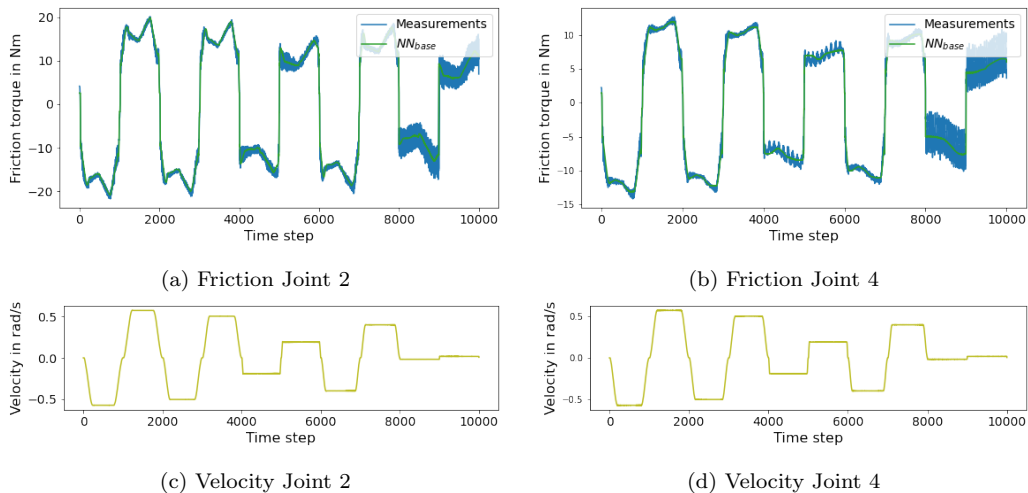 Friction torque in Nm
20
10
0
−10
−20
0
2000
4000
6000
8000
10000
Time step
Measurements
NN_base
(a) Friction Joint 2
Friction torque in Nm
10
5
0
−5
−10
−15
0
2000
4000
6000
8000
10000
Time step
Measurements
NN_base
(b) Friction Joint 4
Velocity in rad/s
0.5
0.0
−0.5
0
2000
4000
6000
8000
10000
Time step
(c) Velocity Joint 2
Velocity in rad/s
0.5
0.0
−0.5
0
2000
4000
6000
8000
10000
Time step
(d) Velocity Joint 4